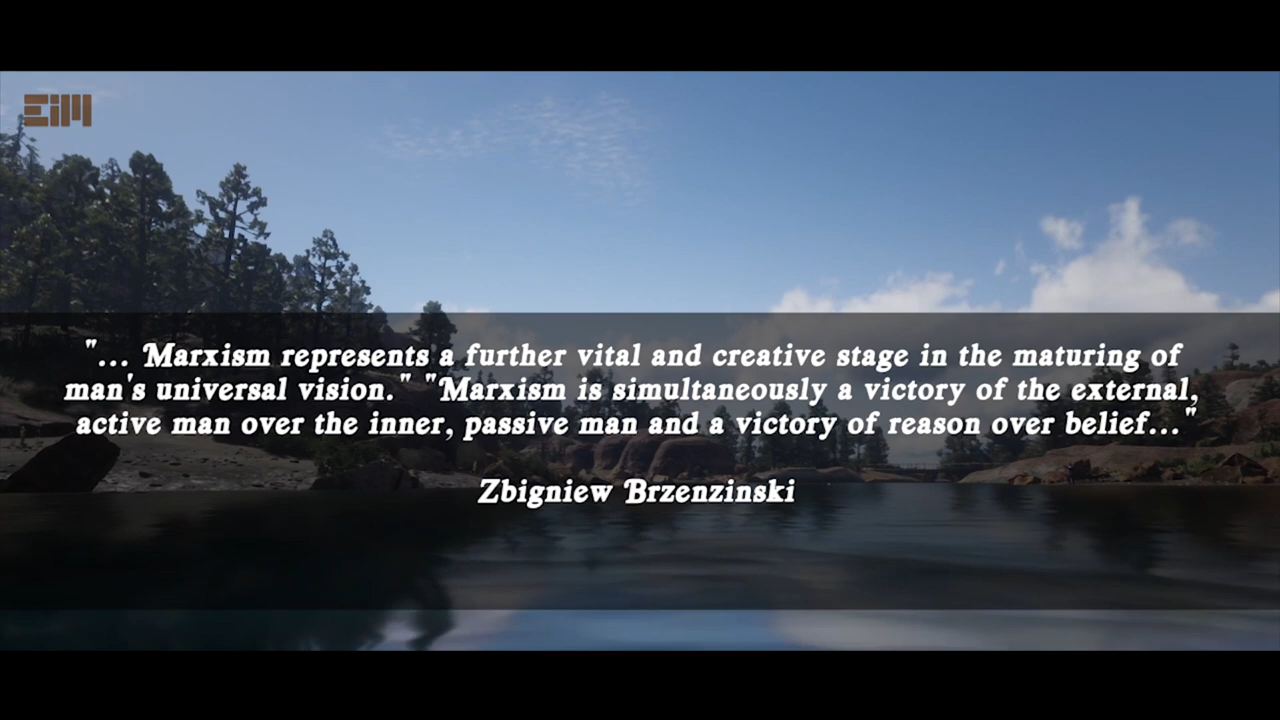 EIM
"... Marxism represents a further vital and creative stage in the maturing of
man's universal vision." "Marxism is simultaneously a victory of the external,
active man over the inner, passive man and a victory of reason over belief..."
Zbigniew Brzenzinski